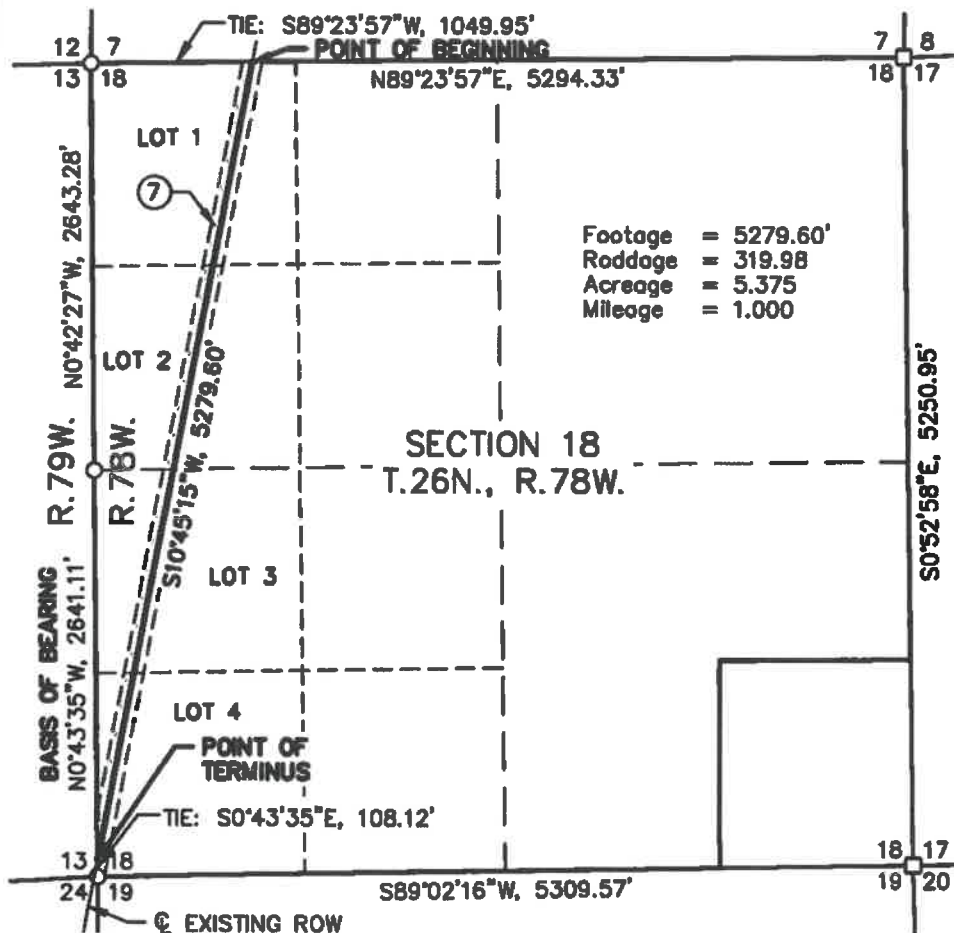 TIE: S89°23'57"W, 1049.95'
12 7
POINT OF BEGINNING
7 8
13 18
N89°23'57"E, 5294.33'
18 17
LOT 1
7
N0°42'27"W, 2643.28'
Footage = 5279.60'
Roddage = 319.98
Acreage = 5.375
Mileage = 1.000
LOT 2
S10°45'15"W, 5279.60'
R.79W.
R.78W.
SECTION 18
T.26N., R.78W.
S0°52'58"E, 5250.95'
LOT 3
BASIS OF BEARING
N0°43'35"W, 2641.11'
LOT 4
POINT OF
TERMINUS
TIE: S0°43'35"E, 108.12'
13 18
18 17
24 19
S89°02'16"W, 5309.57'
19 20
℄ EXISTING ROW